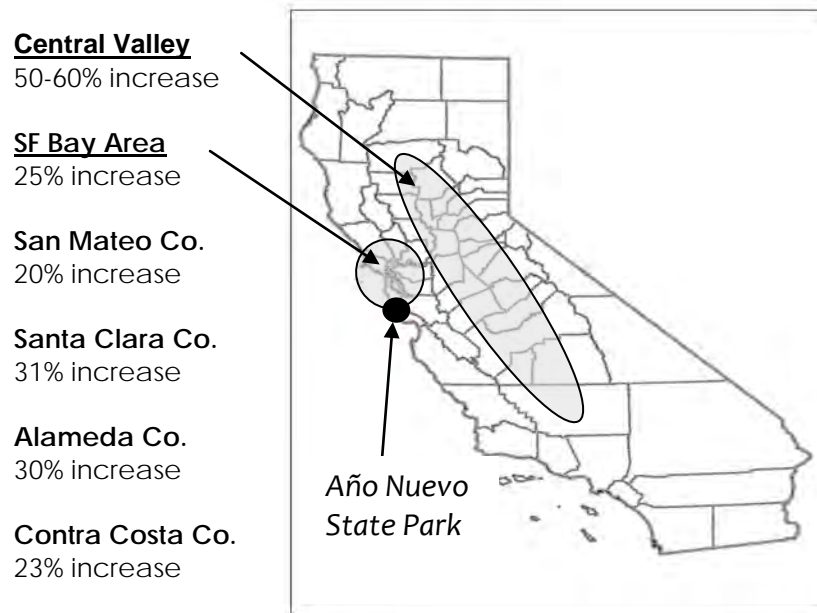 Central Valley
50-60% increase
SF Bay Area
25% increase
San Mateo Co.
20% increase
Santa Clara Co.
31% increase
Alameda Co.
30% increase
Contra Costa Co.
23% increase
Año Nuevo
State Park